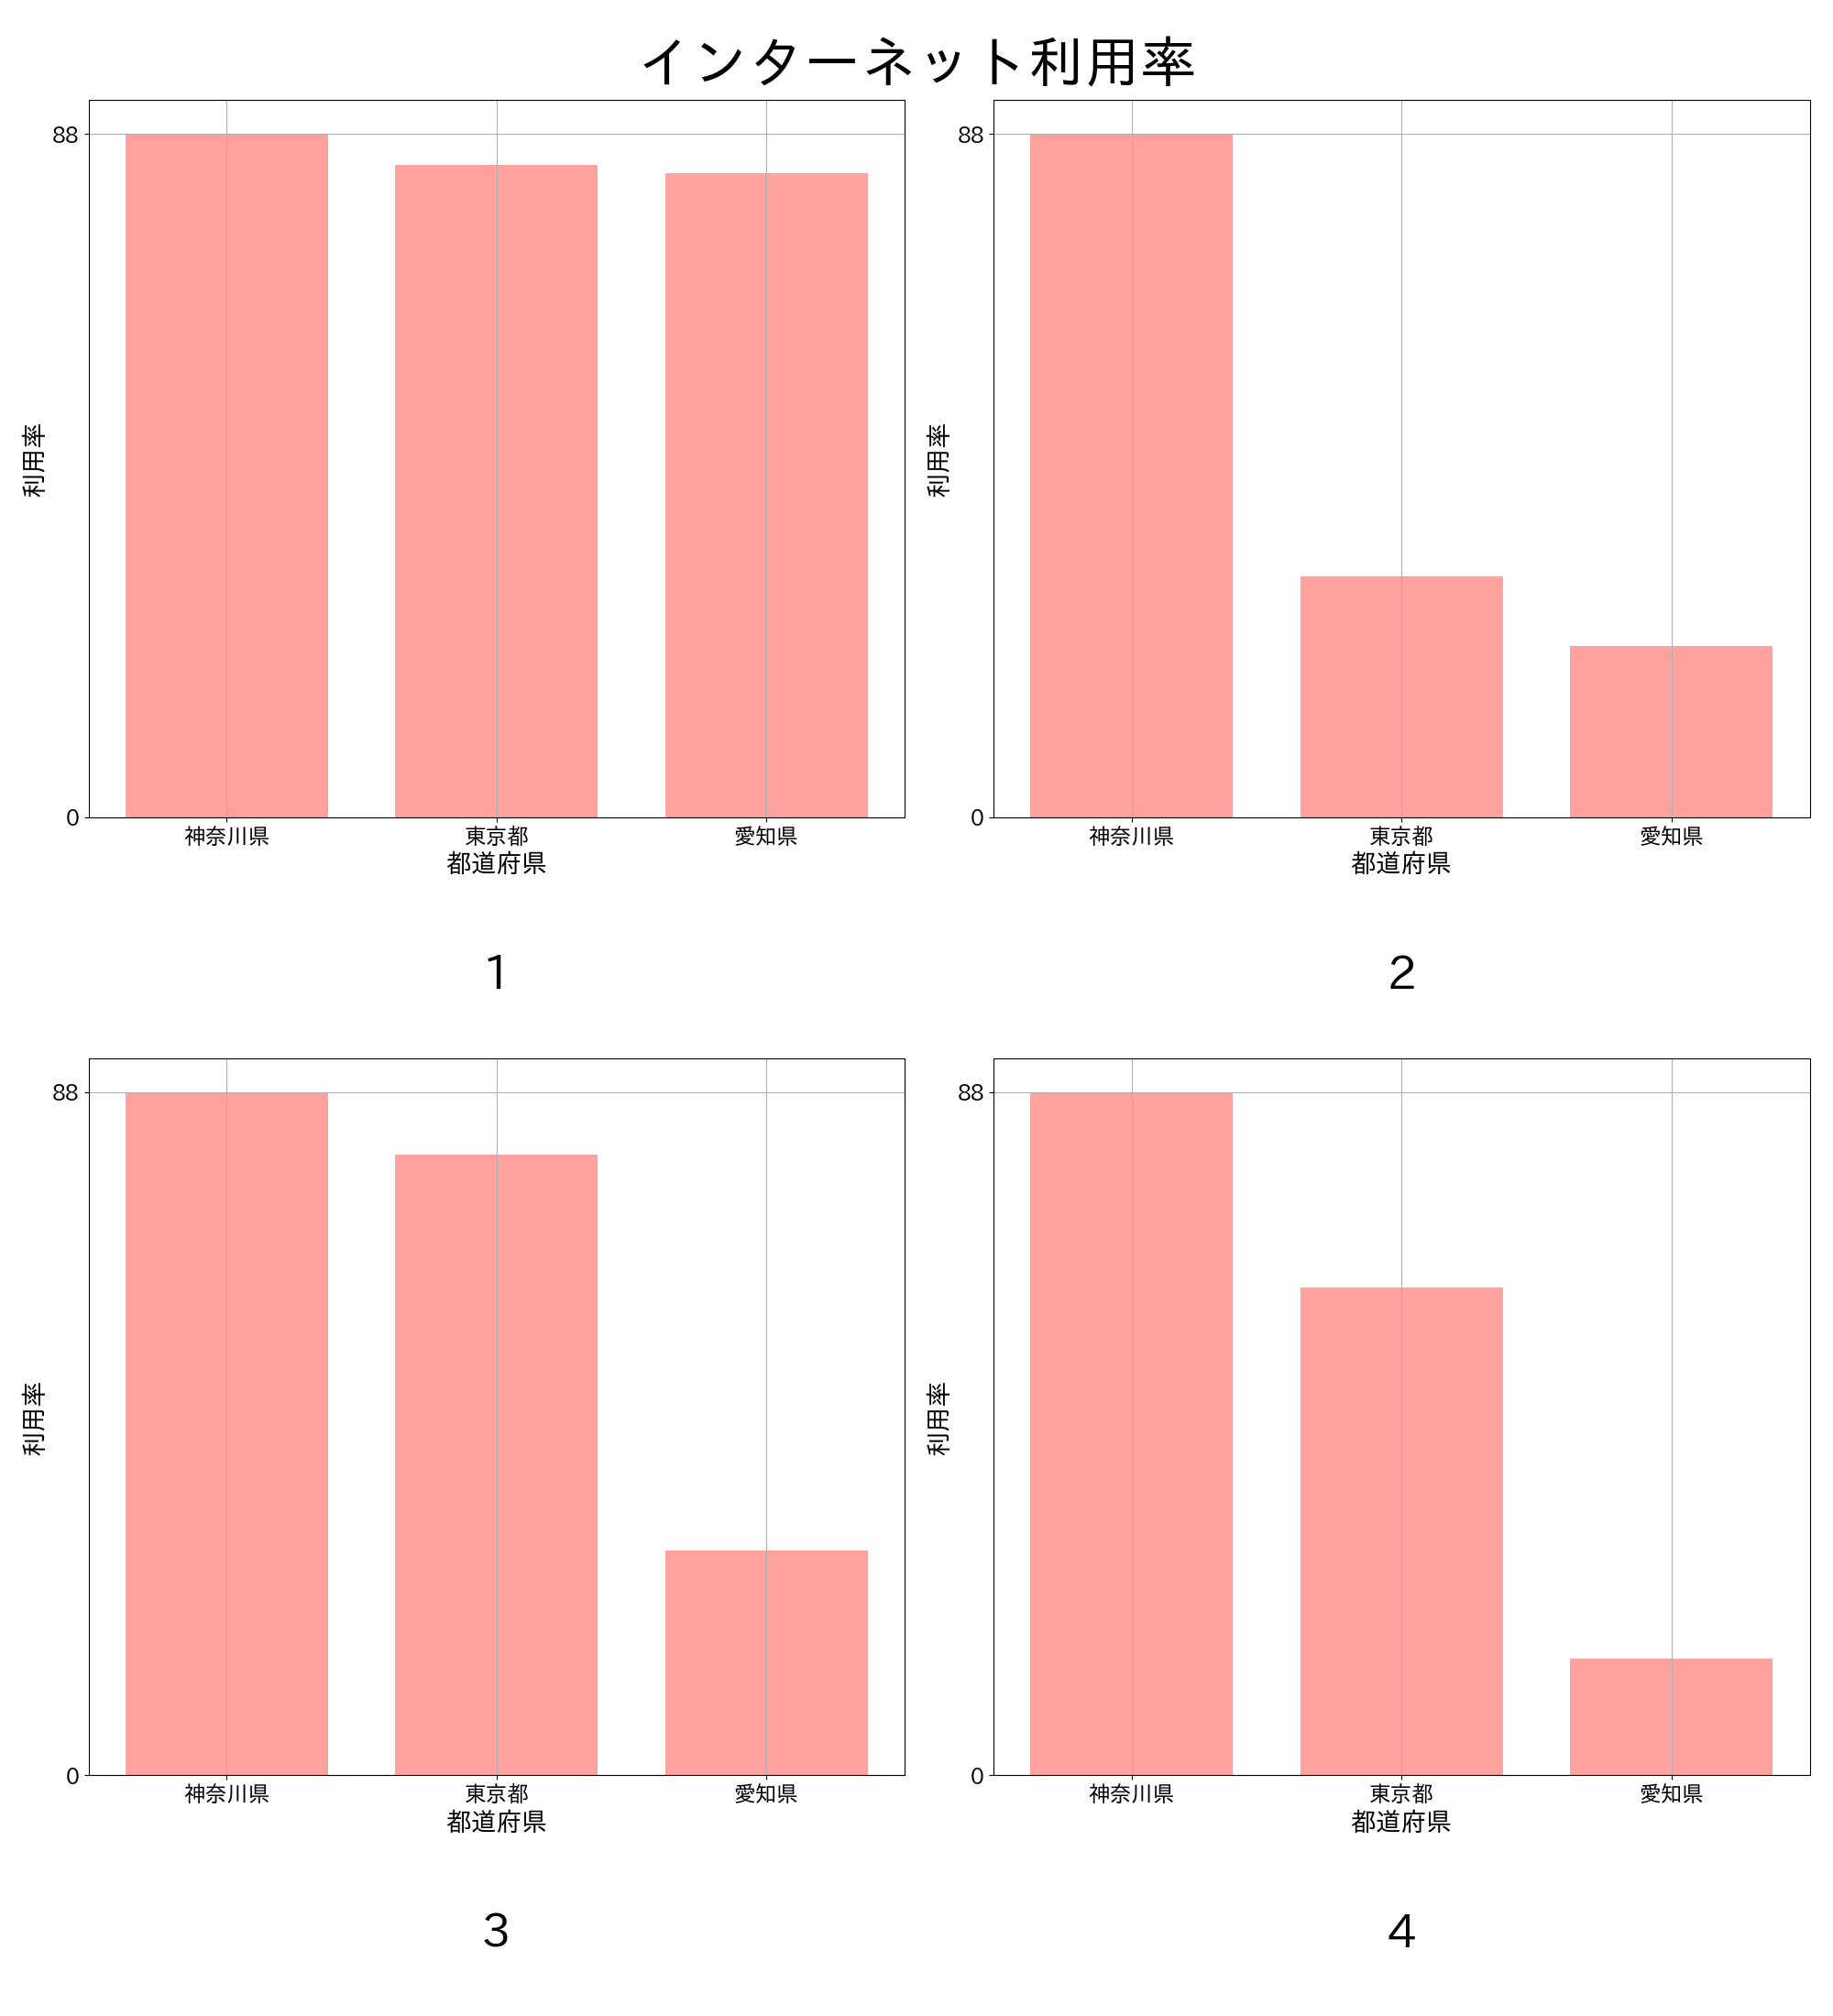 インターネット利用率
88
0
利用率
神奈川県 東京都 愛知県
都道府県
1
88
0
利用率
神奈川県 東京都 愛知県
都道府県
2
88
0
利用率
神奈川県 東京都 愛知県
都道府県
3
88
0
利用率
神奈川県 東京都 愛知県
都道府県
4